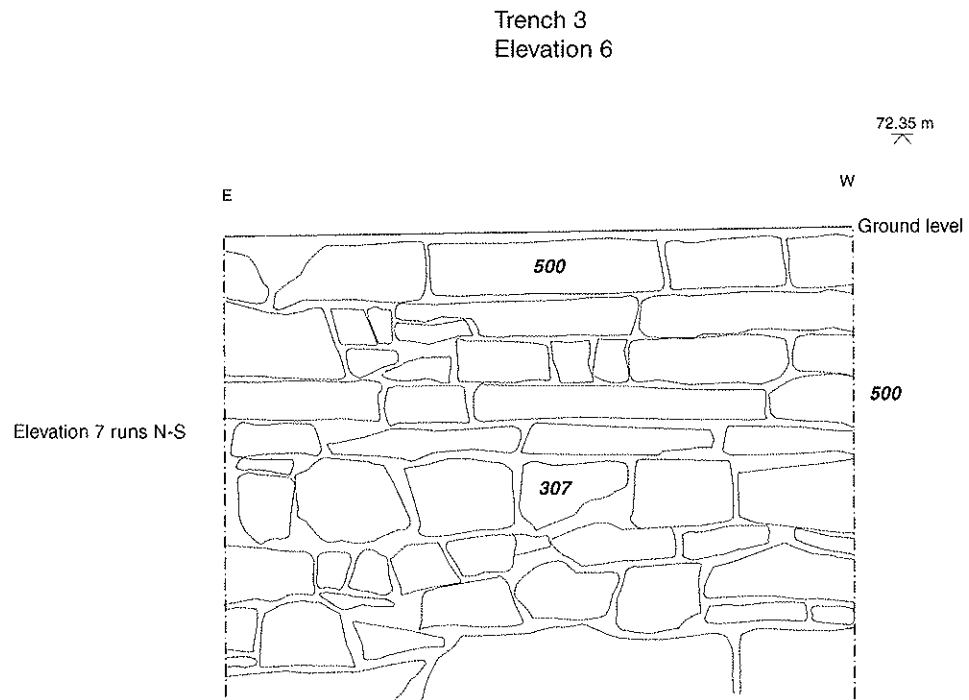 Trench 3
Elevation 6
72.35 m
E
W
Ground level
500
500
Elevation 7 runs N-S
307